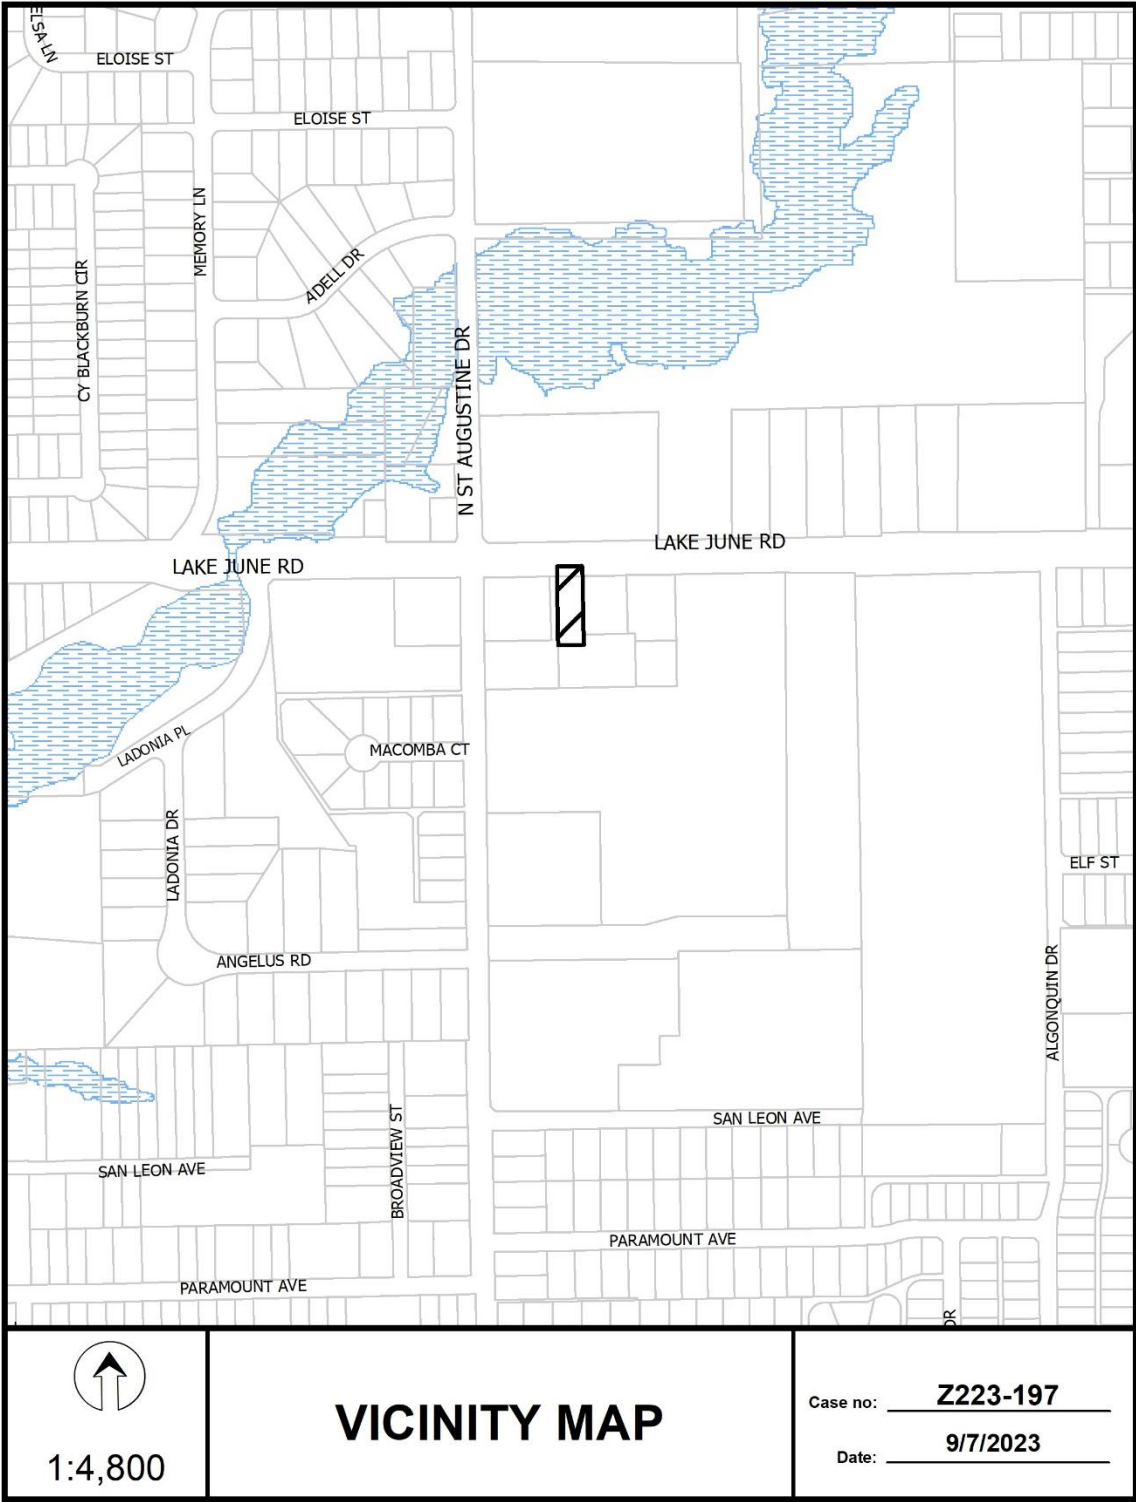 ELSA LN
ELOISE ST
ELOISE ST
MEMORY LN
ADELL DR
CY BLACKBURN CIR
N ST AUGUSTINE DR
LAKE JUNE RD
LAKE JUNE RD
LADONIA PL
MACOMBA CT
LADONIA DR
ELF ST
ANGELUS RD
ALGONQUIN DR
SAN LEON AVE
BROADVIEW ST
SAN LEON AVE
PARAMOUNT AVE
PARAMOUNT AVE
DR
1:4,800
VICINITY MAP
Case no: Z223-197
Date: 9/7/2023